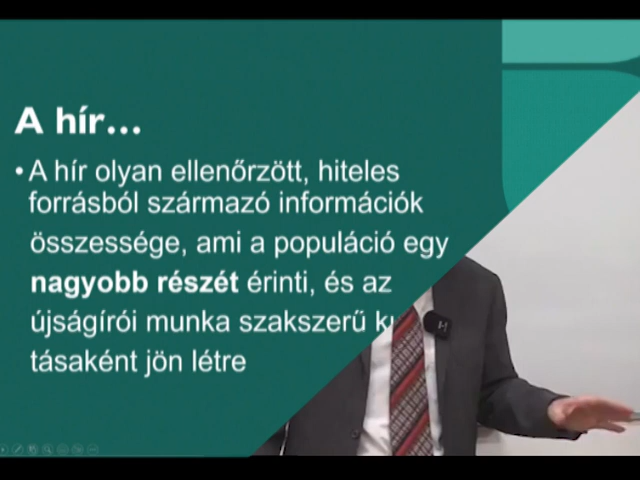 A hír...
• A hír olyan ellenőrzött, hiteles
forrásból származó információk
összessége, ami a populáció egy
nagyobb részét érinti, és az
újságírói munka szakszerű
tásaként jön létre